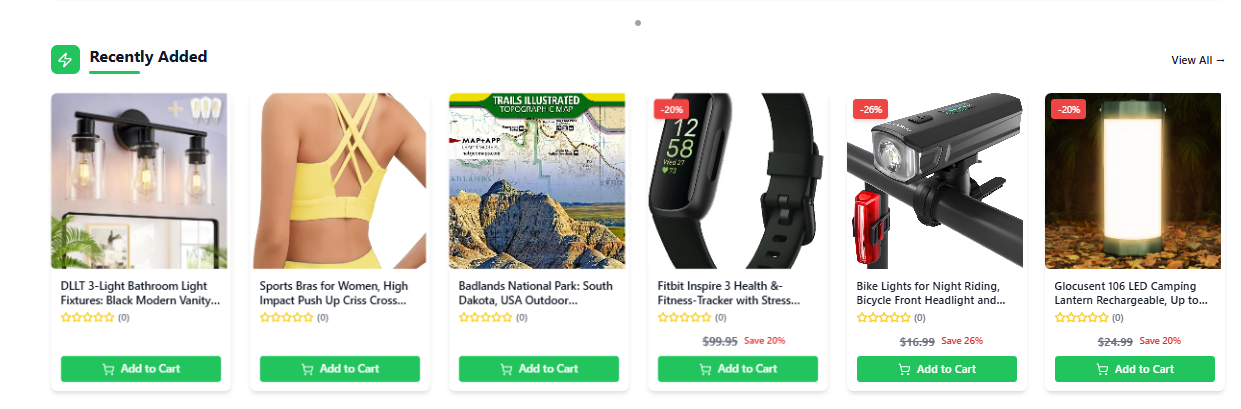 Recently Added
View All →
TRAILS ILLUSTRATED
TOPOGRAPHIC MAP
MAP+APP
-20%
12
58
Wed 27
73
-26%
-20%
DLLT 3-Light Bathroom Light
Fixtures: Black Modern Vanity...
(0)
Add to Cart
Sports Bras for Women, High
Impact Push Up Criss Cross...
(0)
Add to Cart
Badlands National Park: South
Dakota, USA Outdoor...
(0)
Add to Cart
Fitbit Inspire 3 Health &-
Fitness-Tracker with Stress...
(0)
$99.95 Save 20%
Add to Cart
Bike Lights for Night Riding,
Bicycle Front Headlight and...
(0)
$16.99 Save 26%
Add to Cart
Glocusent 106 LED Camping
Lantern Rechargeable, Up to...
(0)
$24.99 Save 20%
Add to Cart